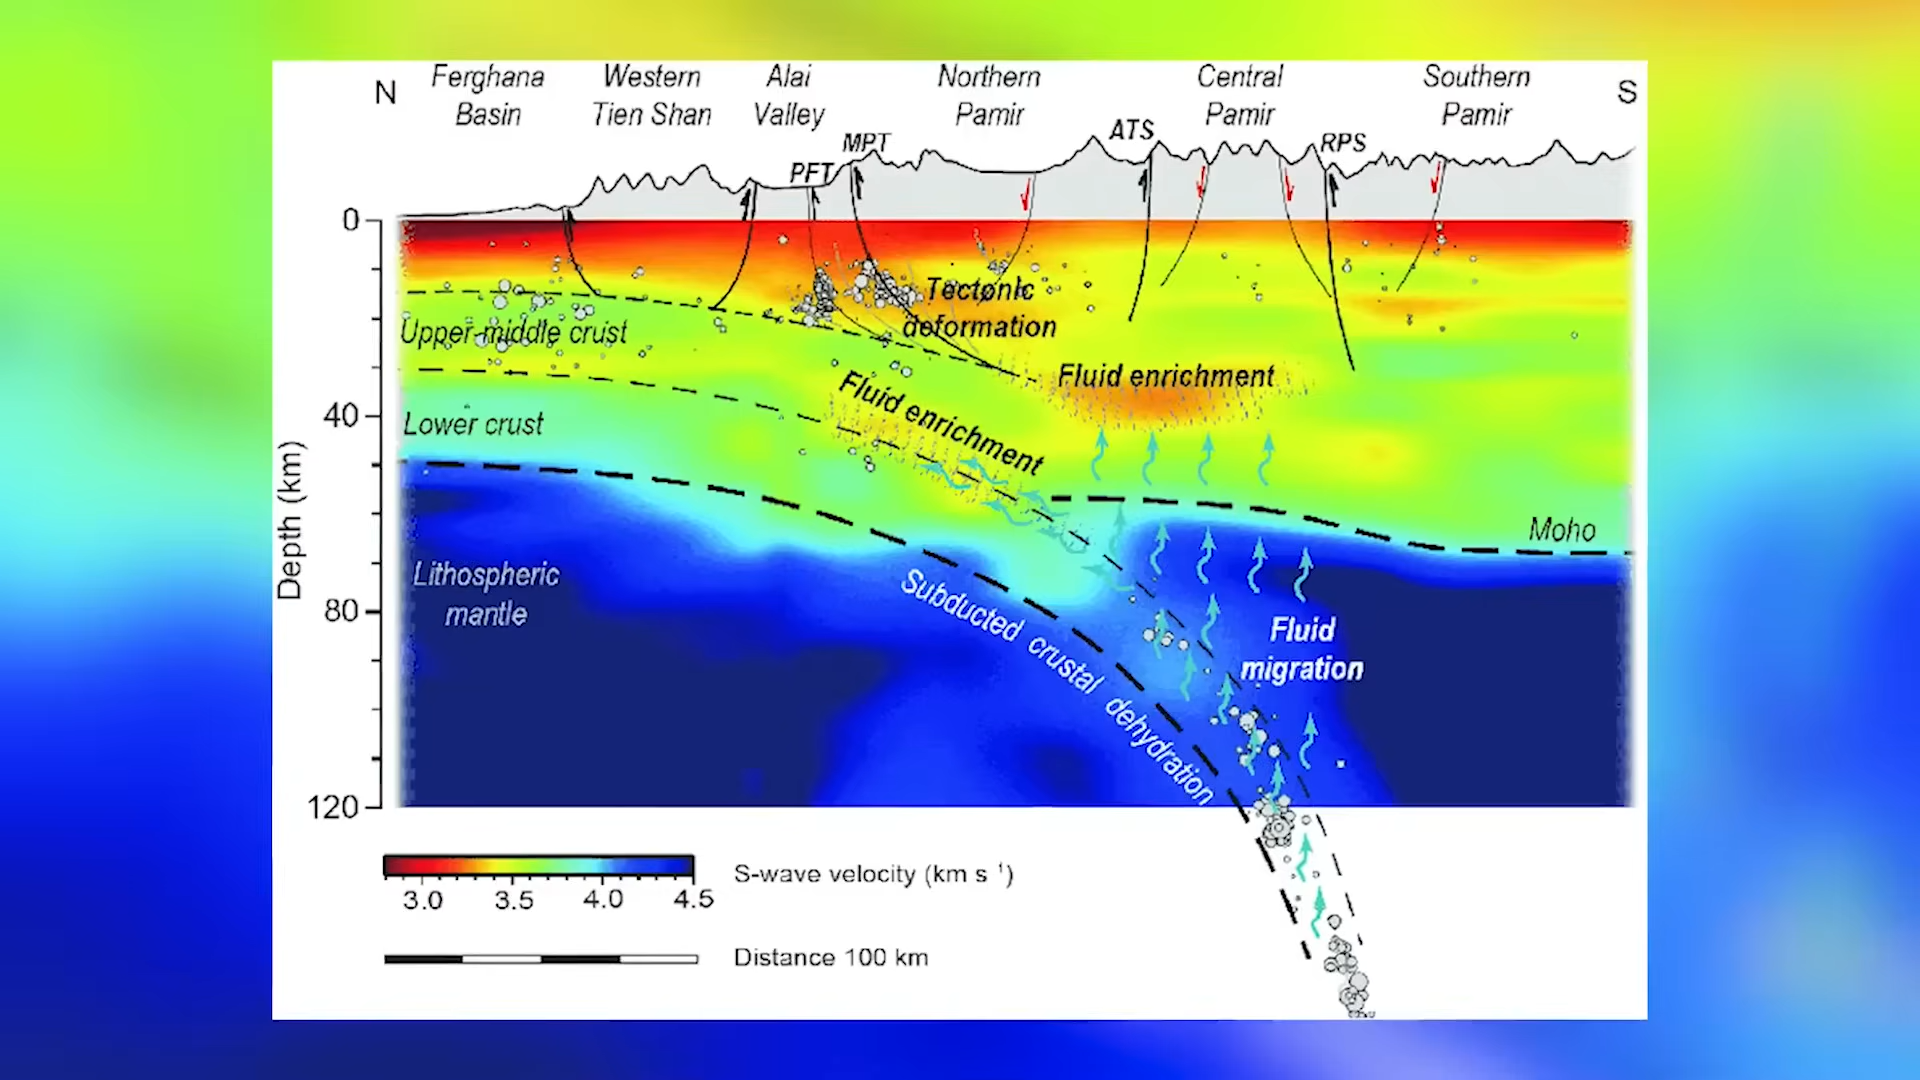 N
Ferghana
Basin
Western
Tien Shan
Alai
Valley
Northern
Pamir
Central
Pamir
Southern
Pamir
S
MPT
PFT
ATS
RPS
0
40
80
120
Depth (km)
Tectonic
deformation
Upper-middle crust
Fluid enrichment
Fluid enrichment
Lower crust
Moho
Lithospheric
mantle
Subducted crustal dehydration
Fluid
migration
3.0 3.5 4.0 4.5
S-wave velocity (km s ¹)
Distance 100 km